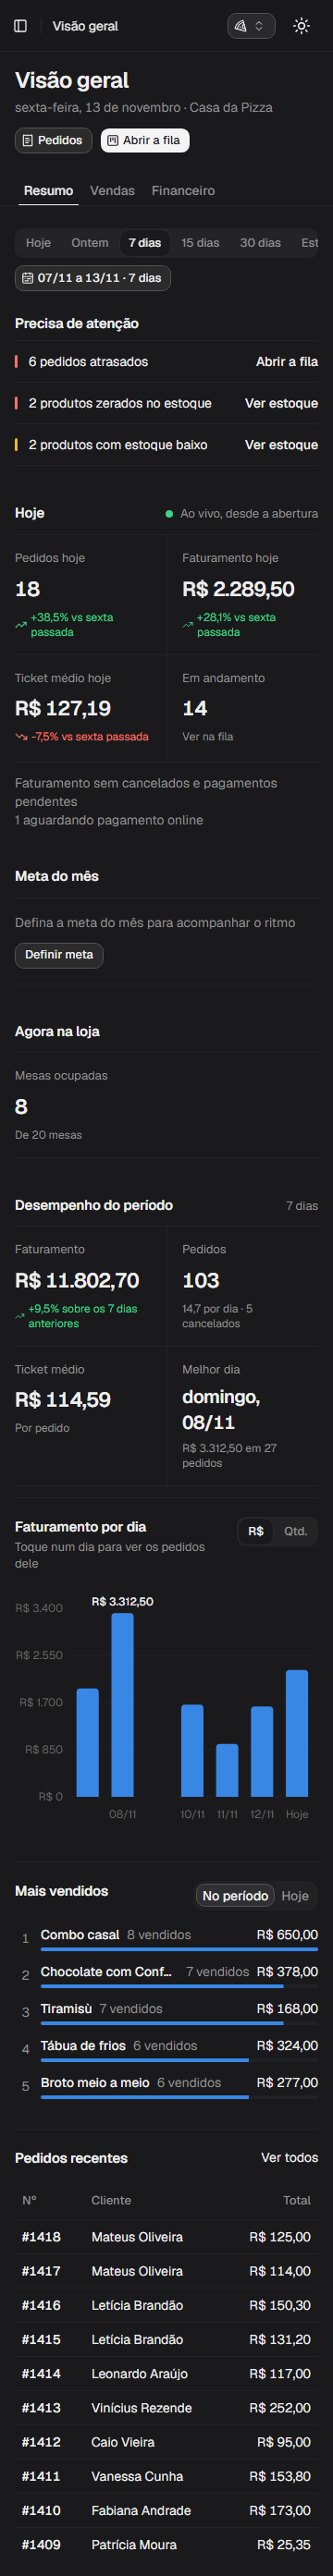 Visão geral
Visão geral
sexta-feira, 13 de novembro · Casa da Pizza
Pedidos
Abrir a fila
Resumo Vendas Financeiro
Hoje Ontem 7 dias 15 dias 30 dias Est
07/11 a 13/11 · 7 dias
Precisa de atenção
6 pedidos atrasados Abrir a fila
2 produtos zerados no estoque Ver estoque
2 produtos com estoque baixo Ver estoque
Hoje Ao vivo, desde a abertura
Pedidos hoje
18
+38,5% vs sexta
passada
Faturamento hoje
R$ 2.289,50
+28,1% vs sexta
passada
Ticket médio hoje
R$ 127,19
-7,5% vs sexta passada
Em andamento
14
Ver na fila
Faturamento sem cancelados e pagamentos
pendentes
1 aguardando pagamento online
Meta do mês
Defina a meta do mês para acompanhar o ritmo
Definir meta
Agora na loja
Mesas ocupadas
8
De 20 mesas
Desempenho do período 7 dias
Faturamento
R$ 11.802,70
+9,5% sobre os 7 dias
anteriores
Pedidos
103
14,7 por dia · 5
cancelados
Ticket médio
R$ 114,59
Por pedido
Melhor dia
domingo,
08/11
R$ 3.312,50 em 27
pedidos
Faturamento por dia
Toque num dia para ver os pedidos
dele
R$ Qtd.
R$ 3.312,50
R$ 3.400
R$ 2.550
R$ 1.700
R$ 850
R$ 0
08/11 10/11 11/11 12/11 Hoje
Mais vendidos No período Hoje
1 Combo casal 8 vendidos R$ 650,00
2 Chocolate com Conf... 7 vendidos R$ 378,00
3 Tiramisù 7 vendidos R$ 168,00
4 Tábua de frios 6 vendidos R$ 324,00
5 Broto meio a meio 6 vendidos R$ 277,00
Pedidos recentes Ver todos
Nº Cliente Total
#1418 Mateus Oliveira R$ 125,00
#1417 Mateus Oliveira R$ 114,00
#1416 Letícia Brandão R$ 150,30
#1415 Letícia Brandão R$ 131,20
#1414 Leonardo Araújo R$ 117,00
#1413 Vinícius Rezende R$ 252,00
#1412 Caio Vieira R$ 95,00
#1411 Vanessa Cunha R$ 153,80
#1410 Fabiana Andrade R$ 173,00
#1409 Patrícia Moura R$ 25,35